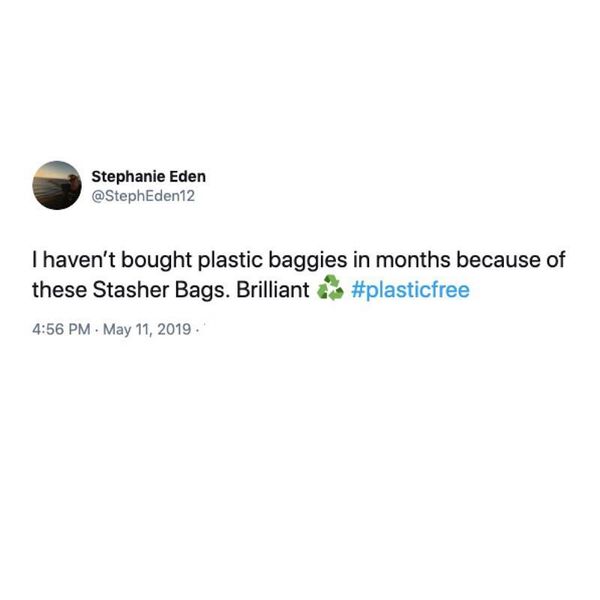 Stephanie Eden
@StephEden12
I haven't bought plastic baggies in months because of
these Stasher Bags. Brilliant ♻️ #plasticfree
4:56 PM · May 11, 2019 ·